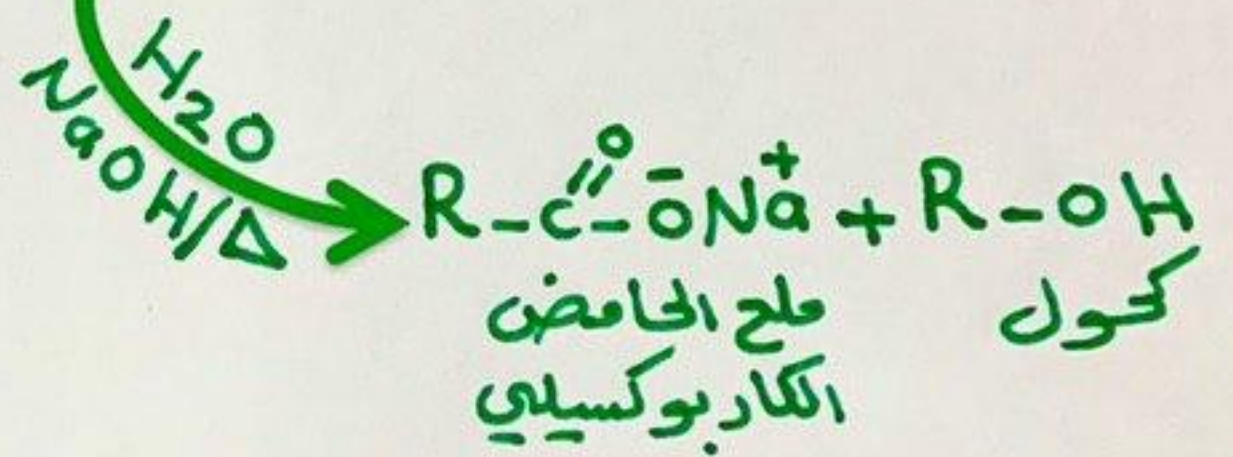 H2O
NaOH/Δ
O
R-C-O⁻Na⁺ + R-OH
ملح الحامض
الكاربوكسيلي
كحول